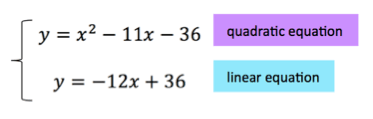 y = x² − 11x − 36 quadratic equation
y = −12x + 36 linear equation